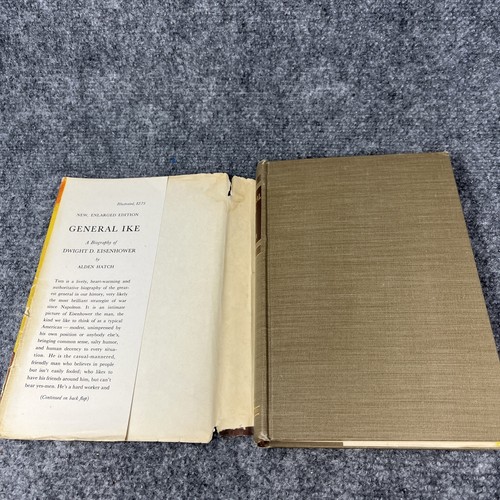 Illustrated, $2.75
NEW, ENLARGED EDITION
GENERAL IKE
A Biography of
DWIGHT D. EISENHOWER
by
ALDEN HATCH
This is a lively, heart-warming and
authoritative biography of the great-
est general in our history, very likely
the most brilliant strategist of war
since Napoleon. It is an intimate
picture of Eisenhower the man, the
kind we like to think of as a typical
American—modest, unimpressed by
his own position or anybody else's,
bringing common sense, salty humor,
and human decency to every situa-
tion. He is the casual-mannered,
friendly man who believes in people
but isn't easily fooled; who likes to
have his friends around him, but can't
bear yes-men. He's a hard worker and
(Continued on back flap)